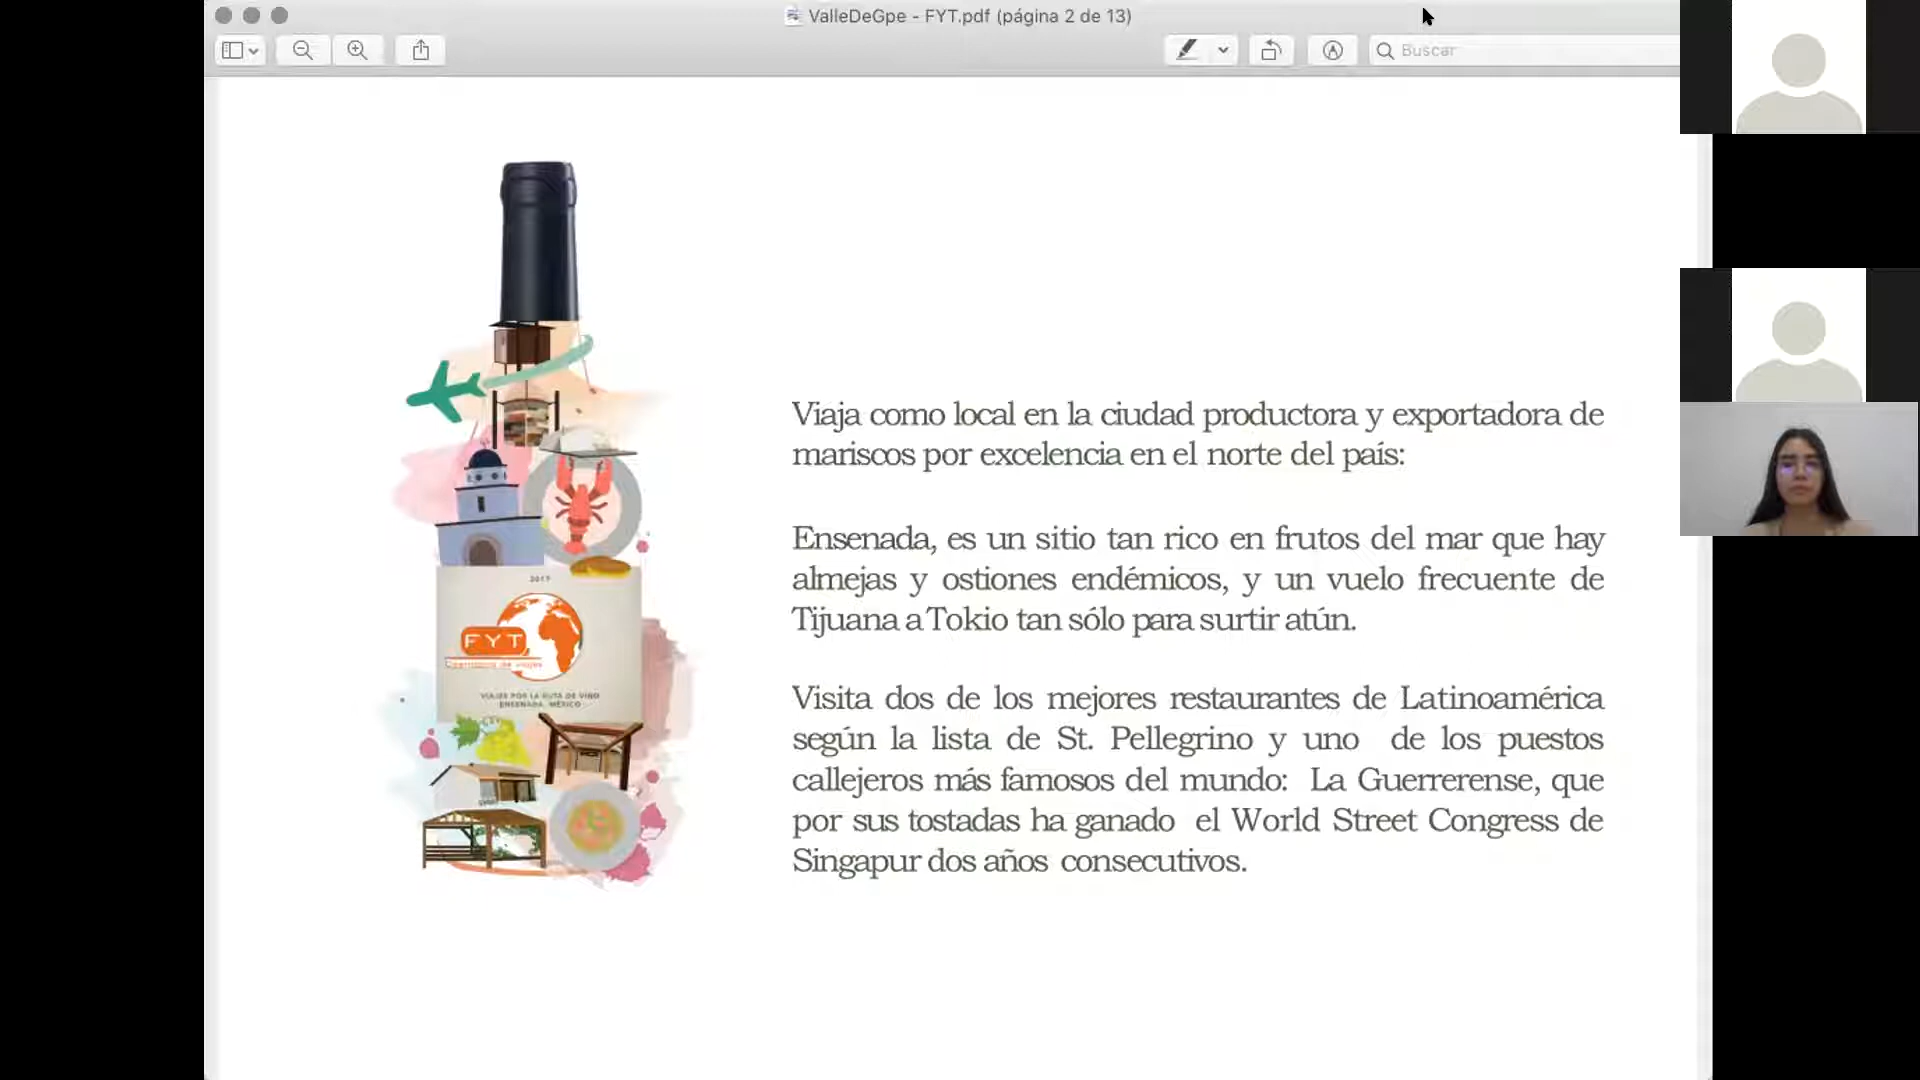 ValleDeGpe - FYT.pdf (página 2 de 13)
Buscar
Viaja como local en la ciudad productora y exportadora de
mariscos por excelencia en el norte del país:
Ensenada, es un sitio tan rico en frutos del mar que hay
almejas y ostiones endémicos, y un vuelo frecuente de
Tijuana a Tokio tan sólo para surtir atún.
Visita dos de los mejores restaurantes de Latinoamérica
según la lista de St. Pellegrino y uno de los puestos
callejeros más famosos del mundo: La Guerrerense, que
por sus tostadas ha ganado el World Street Congress de
Singapur dos años consecutivos.
2017
FYT
Operadora de viajes
VIAJES POR LA RUTA DE VINO
ENSENADA, MÉXICO